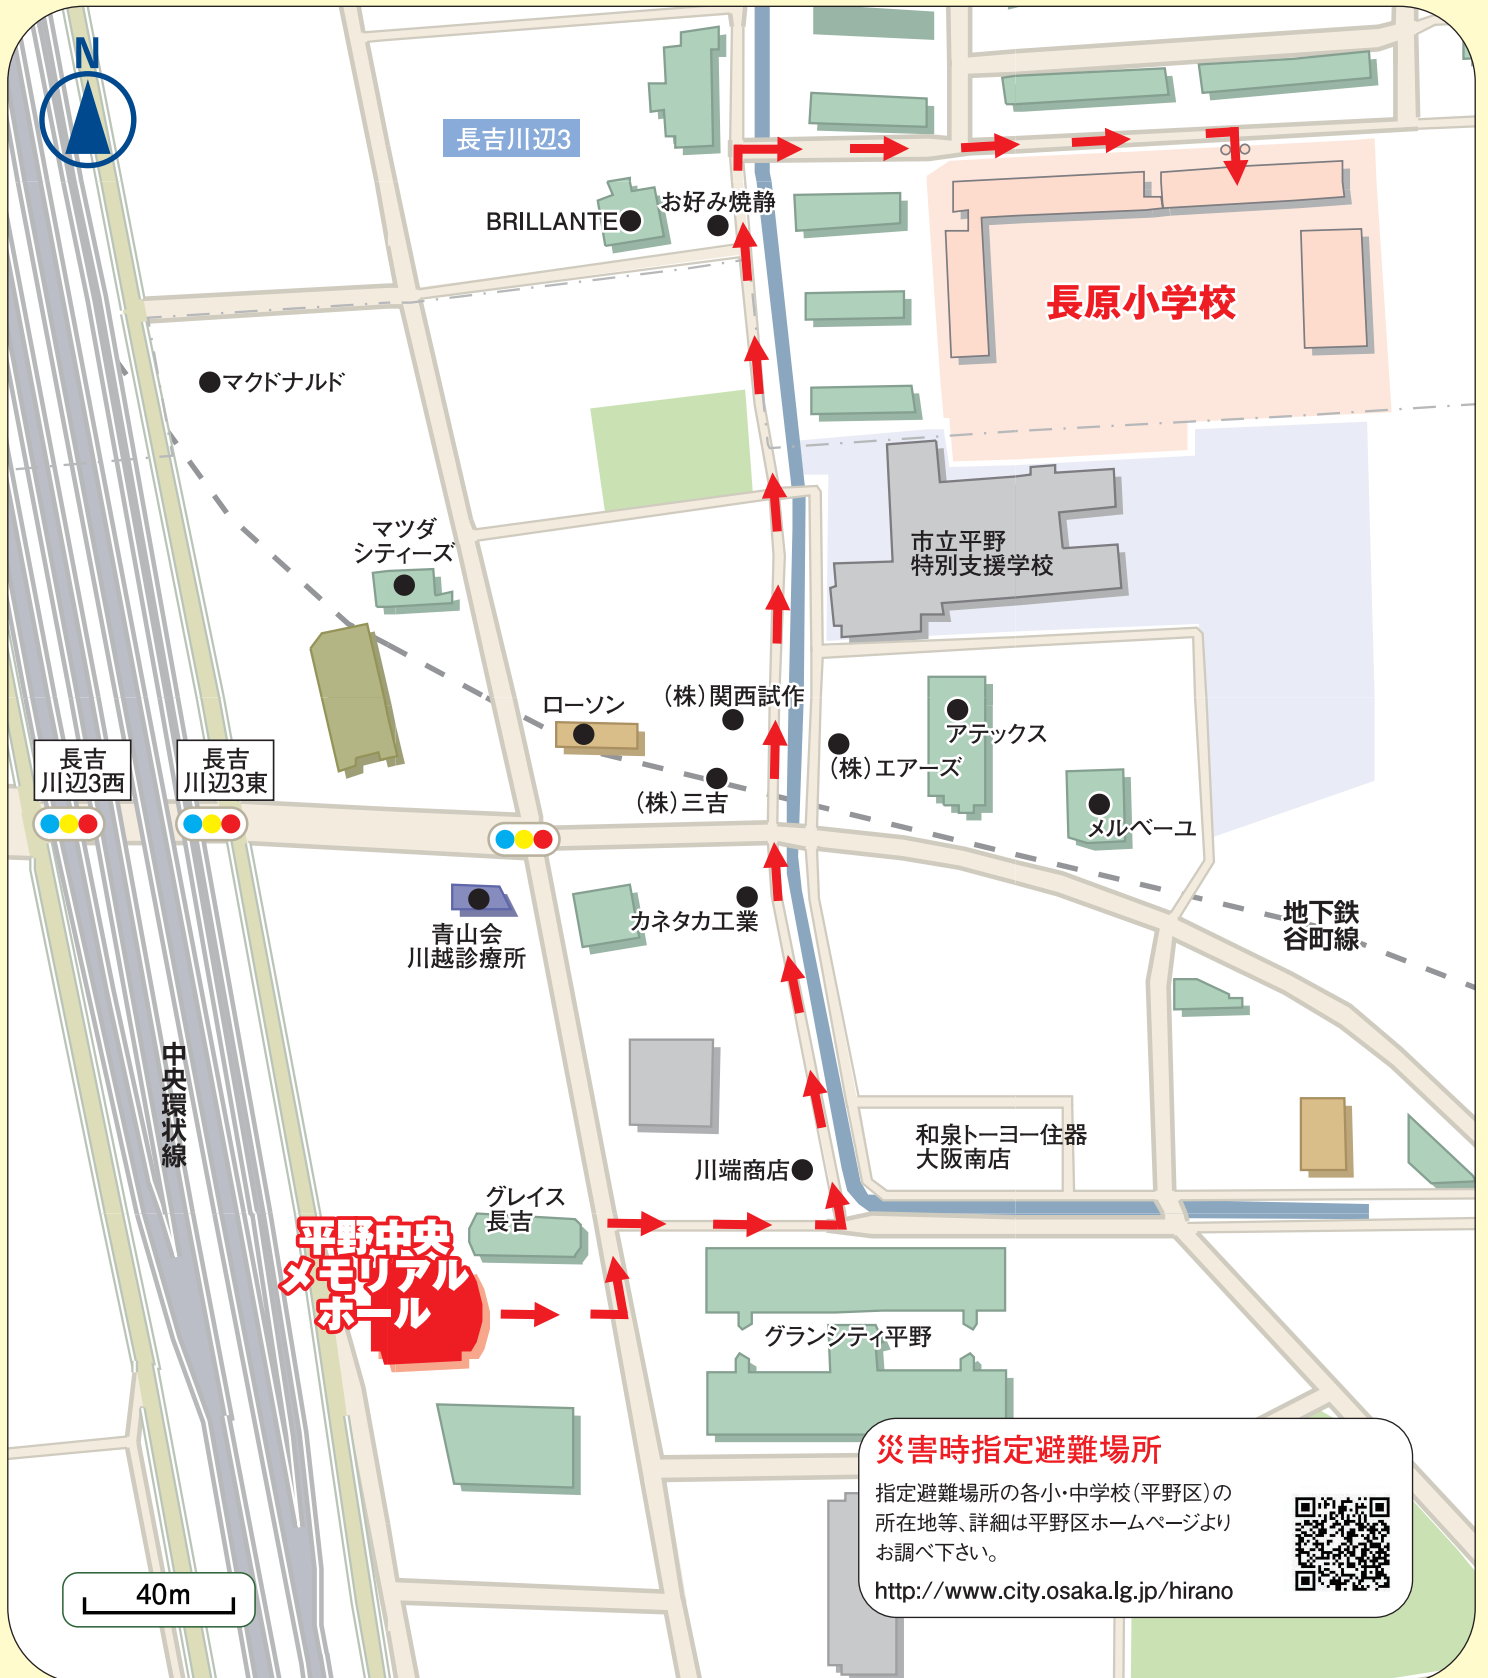 N
長吉川辺3
お好み焼静
BRILLANTE
長原小学校
マクドナルド
マツダ
シティーズ
市立平野
特別支援学校
ローソン
(株)関西試作
アテックス
(株)エアーズ
(株)三吉
メルベーユ
長吉
川辺3西
長吉
川辺3東
青山会
川越診療所
カネタカ工業
地下鉄
谷町線
中央環状線
和泉トーヨー住器
大阪南店
川端商店
グレイス
長吉
平野中央
メモリアル
ホール
グランシティ平野
災害時指定避難場所
指定避難場所の各小・中学校(平野区)の
所在地等、詳細は平野区ホームページより
お調べ下さい。
http://www.city.osaka.lg.jp/hirano
40m